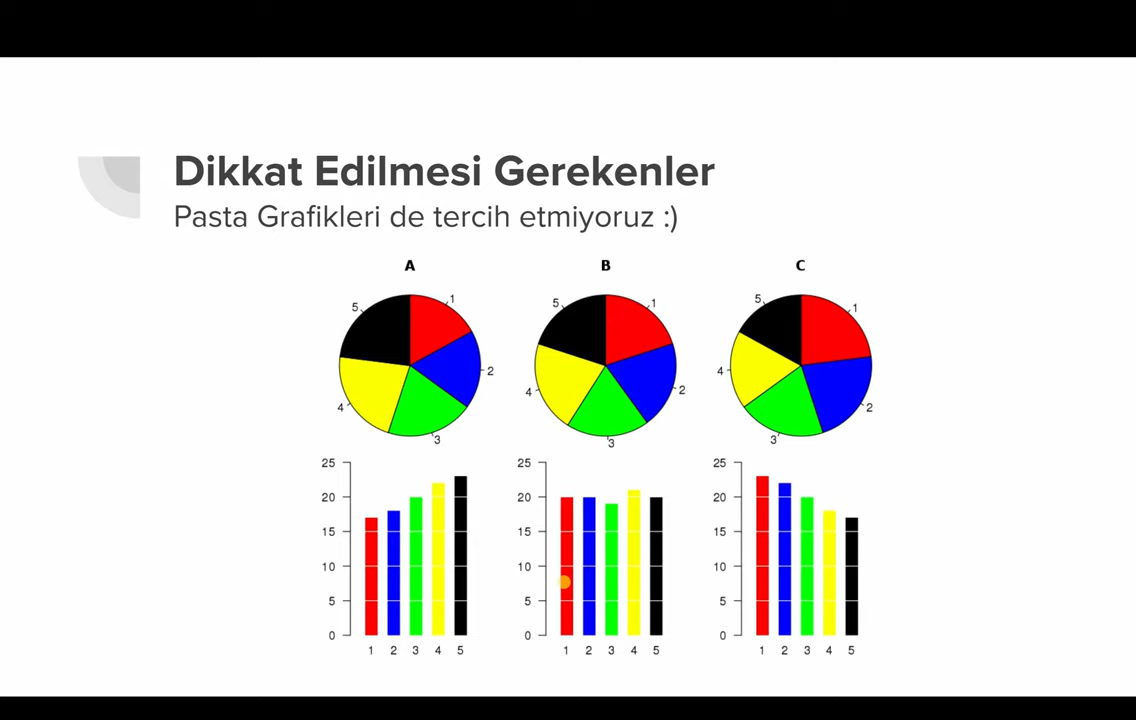 Dikkat Edilmesi Gerekenler
Pasta Grafikleri de tercih etmiyoruz :)
A B C
5 1 5 1 5 1
2 4 2 4 2
4 3 3 3
25 25 25
20 20 20
15 15 15
10 10 10
5 5 5
0 0 0
1 2 3 4 5 1 2 3 4 5 1 2 3 4 5